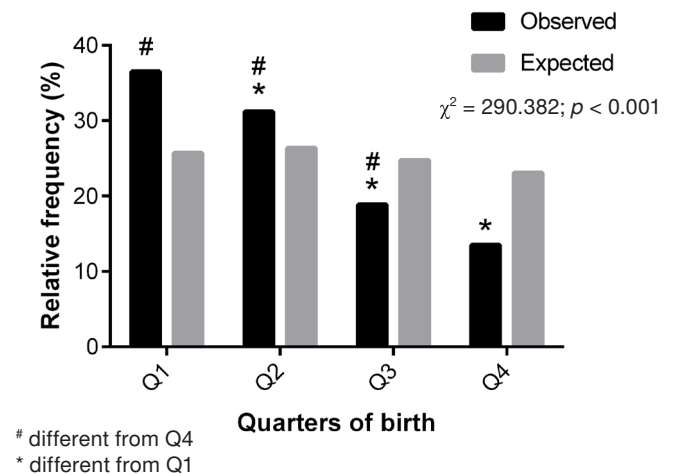 Observed
Expected
χ² = 290.382; p < 0.001
Relative frequency (%)
40
30
20
10
0
#
#
*
#
*
*
Q1
Q2
Q3
Q4
Quarters of birth
# different from Q4
* different from Q1